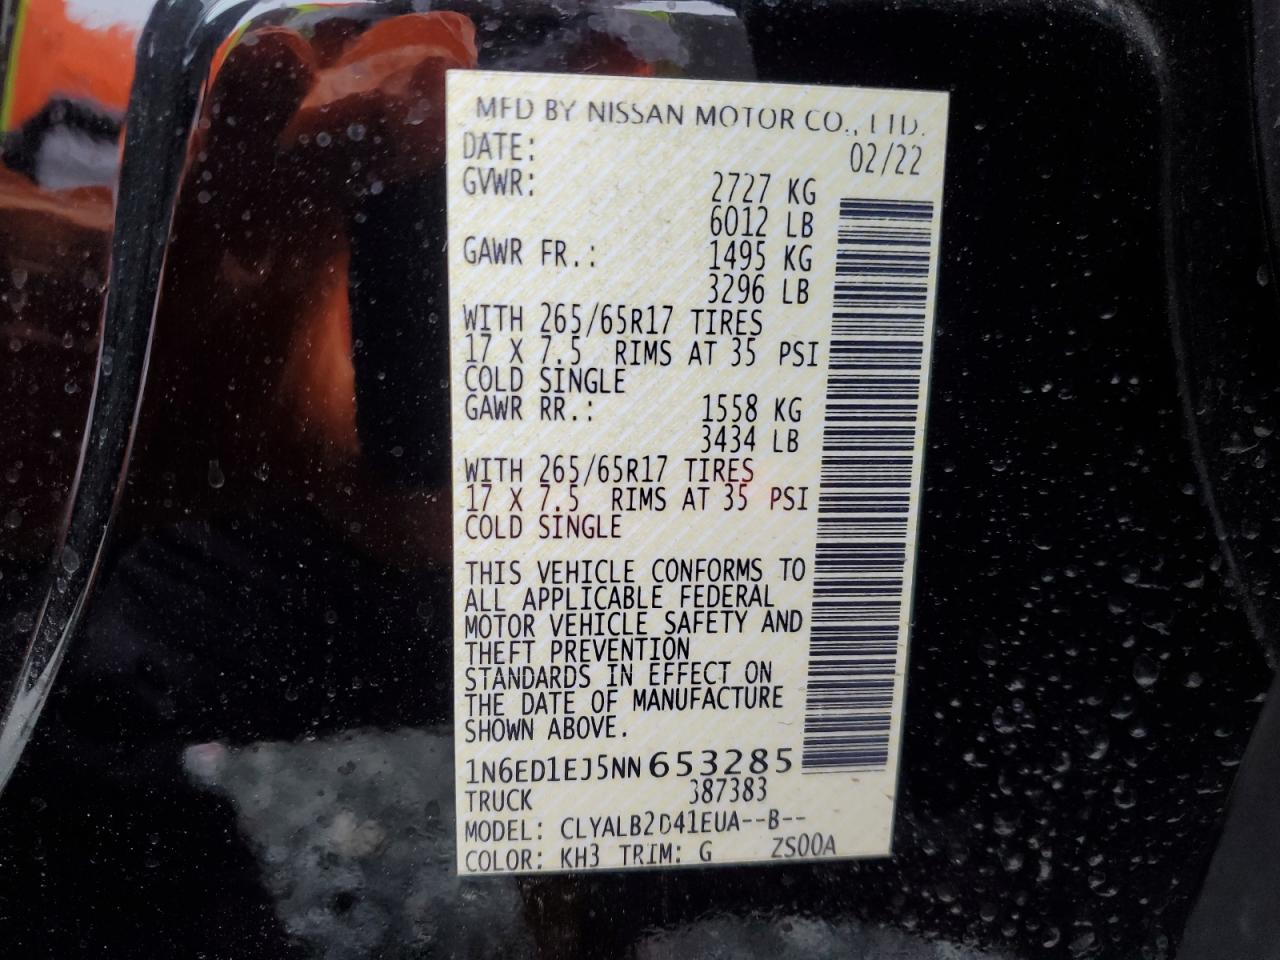 MFD BY NISSAN MOTOR CO., LTD.
DATE: 02/22
GVWR: 2727 KG
6012 LB
GAWR FR.: 1495 KG
3296 LB
WITH 265/65R17 TIRES
17 X 7.5 RIMS AT 35 PSI
COLD SINGLE
GAWR RR.: 1558 KG
3434 LB
WITH 265/65R17 TIRES
17 X 7.5 RIMS AT 35 PSI
COLD SINGLE
THIS VEHICLE CONFORMS TO
ALL APPLICABLE FEDERAL
MOTOR VEHICLE SAFETY AND
THEFT PREVENTION
STANDARDS IN EFFECT ON
THE DATE OF MANUFACTURE
SHOWN ABOVE.
1N6ED1EJ5NN653285
TRUCK 387383
MODEL: CLYALB2D41EUA--B--
COLOR: KH3 TRIM: G ZS00A